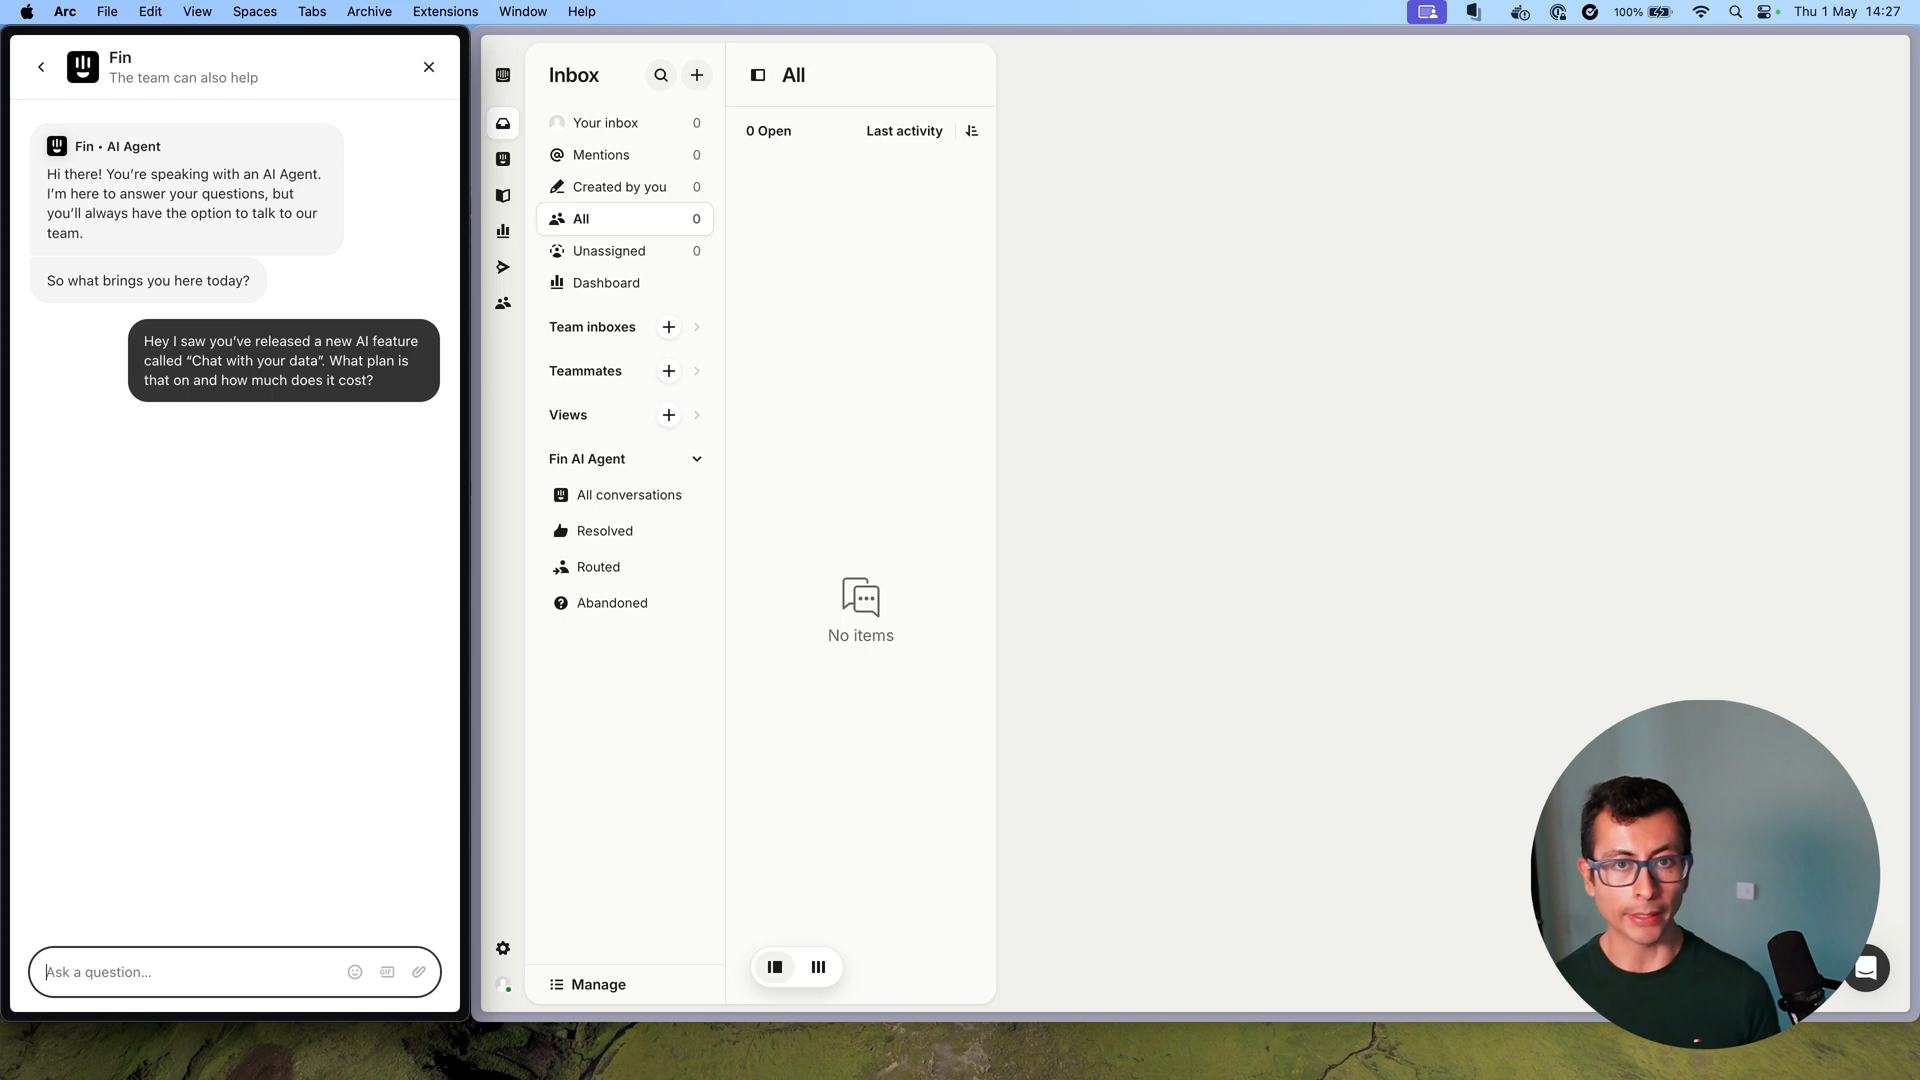 Arc File Edit View Spaces Tabs Archive Extensions Window Help
100% Thu 1 May 14:27
Fin
The team can also help
Fin • AI Agent
Hi there! You’re speaking with an AI Agent.
I’m here to answer your questions, but
you’ll always have the option to talk to our
team.
So what brings you here today?
Hey I saw you’ve released a new AI feature
called “Chat with your data”. What plan is
that on and how much does it cost?
Ask a question...
GIF
Inbox
Your inbox 0
Mentions 0
Created by you 0
All 0
Unassigned 0
Dashboard
Team inboxes
Teammates
Views
Fin AI Agent
All conversations
Resolved
Routed
Abandoned
Manage
All
0 Open Last activity
No items